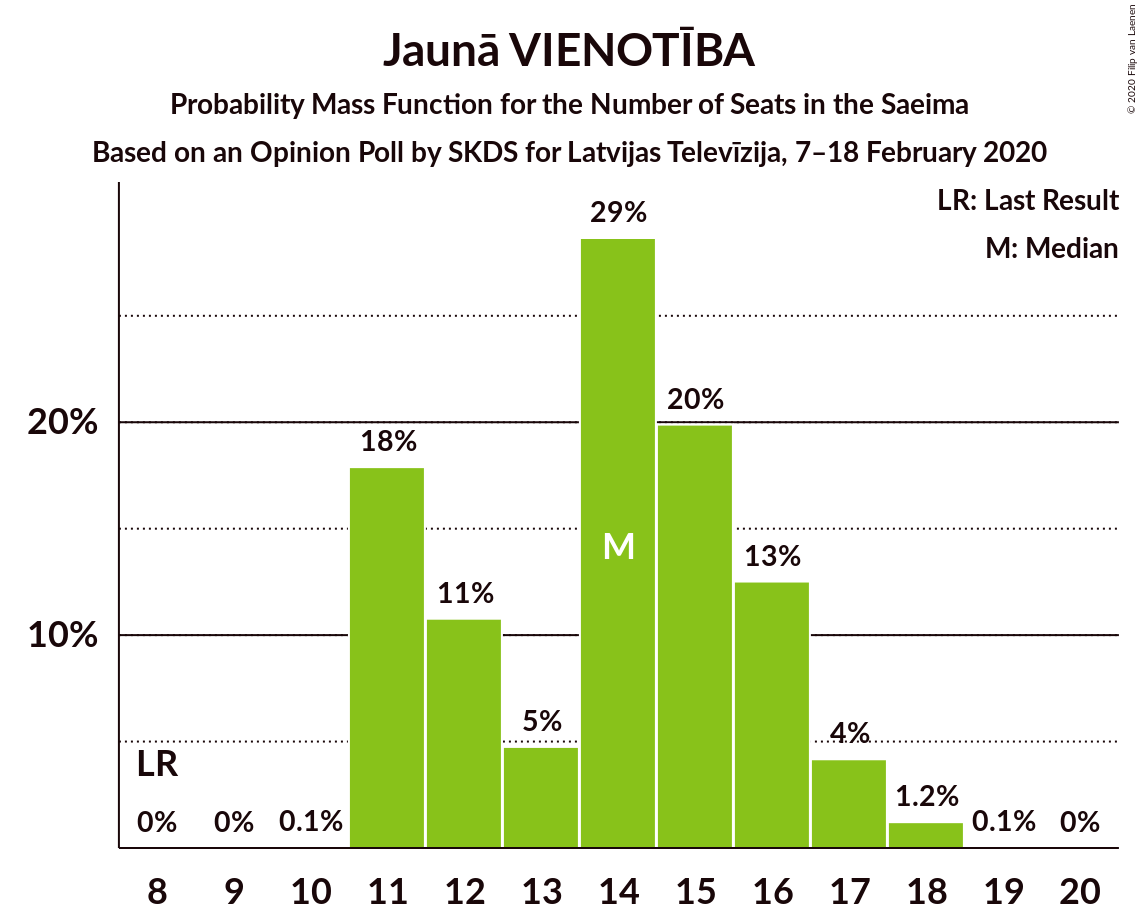 Jaunā VIENOTĪBA
Probability Mass Function for the Number of Seats in the Saeima
Based on an Opinion Poll by SKDS for Latvijas Televīzija, 7–18 February 2020
© 2020 Filip van Laenen
LR: Last Result
M: Median
29%
20%
20%
18%
M
13%
11%
10%
5%
4%
LR
1.2%
0% 0% 0.1% 0.1% 0%
8 9 10 11 12 13 14 15 16 17 18 19 20